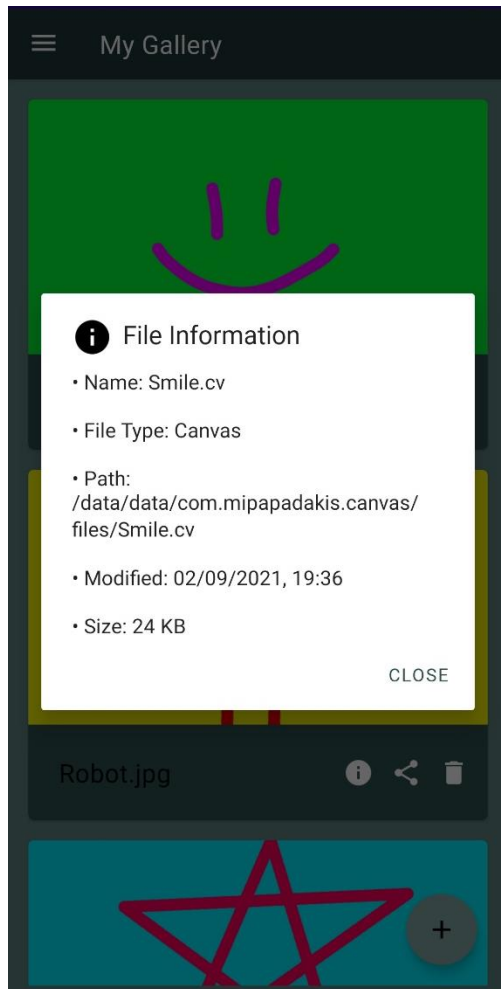 My Gallery
File Information
• Name: Smile.cv
• File Type: Canvas
• Path:
/data/data/com.mipapadakis.canvas/
files/Smile.cv
• Modified: 02/09/2021, 19:36
• Size: 24 KB
CLOSE
Robot.jpg